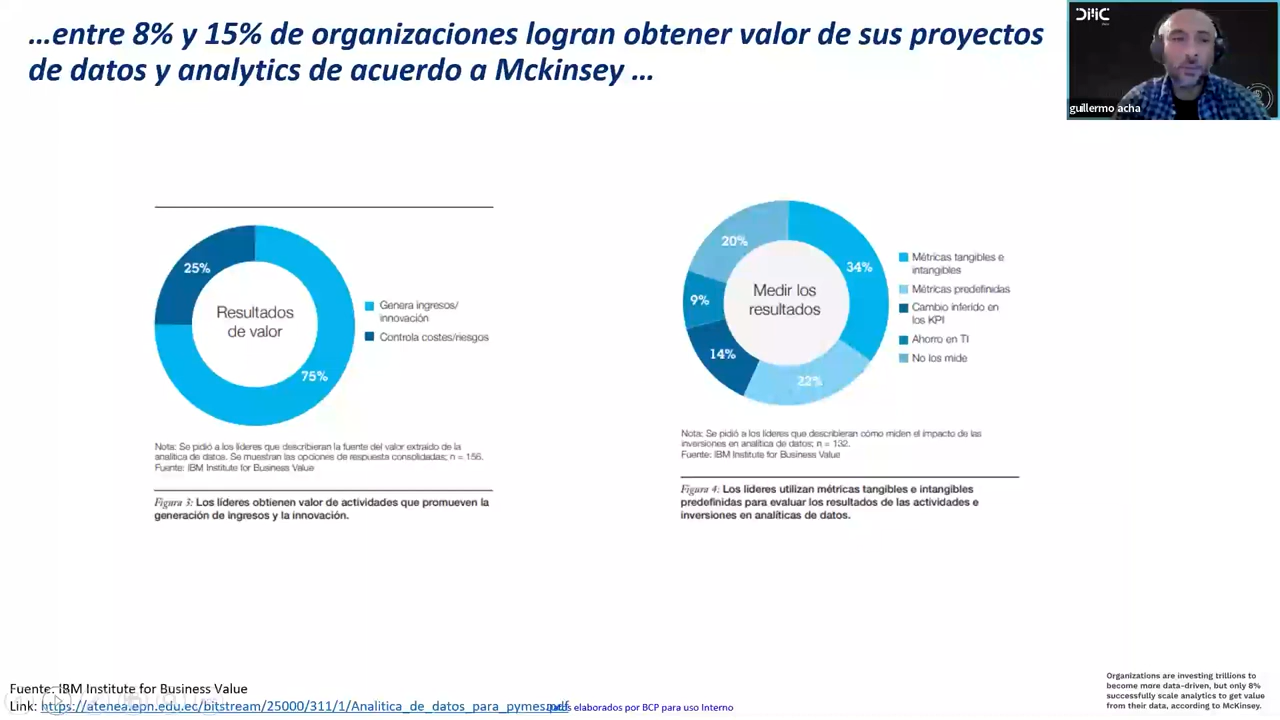 …entre 8% y 15% de organizaciones logran obtener valor de sus proyectos
de datos y analytics de acuerdo a Mckinsey …
DMC
guillermo acha
25%
75%
Resultados
de valor
Genera ingresos/
innovación
Controla costes/riesgos
Nota: Se pidió a los líderes que describieran la fuente del valor extraído de la
analítica de datos. Se muestran las opciones de respuesta consolidadas; n = 156.
Fuente: IBM Institute for Business Value
Figura 3: Los líderes obtienen valor de actividades que promueven la
generación de ingresos y la innovación.
20%
34%
9%
14%
22%
Medir los
resultados
Métricas tangibles e
intangibles
Métricas predefinidas
Cambio inferido en
los KPI
Ahorro en TI
No los mide
Nota: Se pidió a los líderes que describieran cómo miden el impacto de las
inversiones en analítica de datos; n = 132.
Fuente: IBM Institute for Business Value
Figura 4: Los líderes utilizan métricas tangibles e intangibles
predefinidas para evaluar los resultados de las actividades e
inversiones en analíticas de datos.
Fuente: IBM Institute for Business Value
Link: https://atenea.epn.edu.ec/bitstream/25000/311/1/Analitica_de_datos_para_pymes.pdf
elaborados por BCP para uso Interno
Organizations are investing trillions to
become more data-driven, but only 8%
successfully scale analytics to get value
from their data, according to McKinsey.